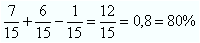 7/15 + 6/15 − 1/15 = 12/15 = 0,8 = 80%